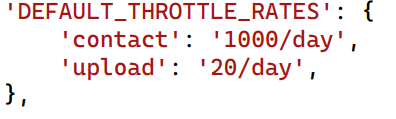 'DEFAULT_THROTTLE_RATES': {
    'contact': '1000/day',
    'upload': '20/day',
},